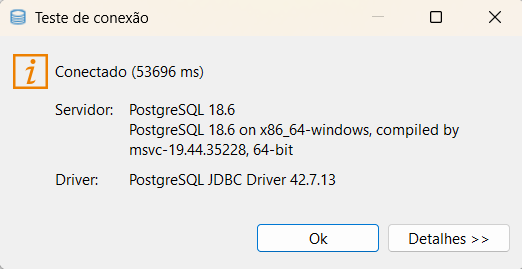 Teste de conexão
Conectado (53696 ms)
Servidor: PostgreSQL 18.6
PostgreSQL 18.6 on x86_64-windows, compiled by
msvc-19.44.35228, 64-bit
Driver: PostgreSQL JDBC Driver 42.7.13
Ok
Detalhes >>